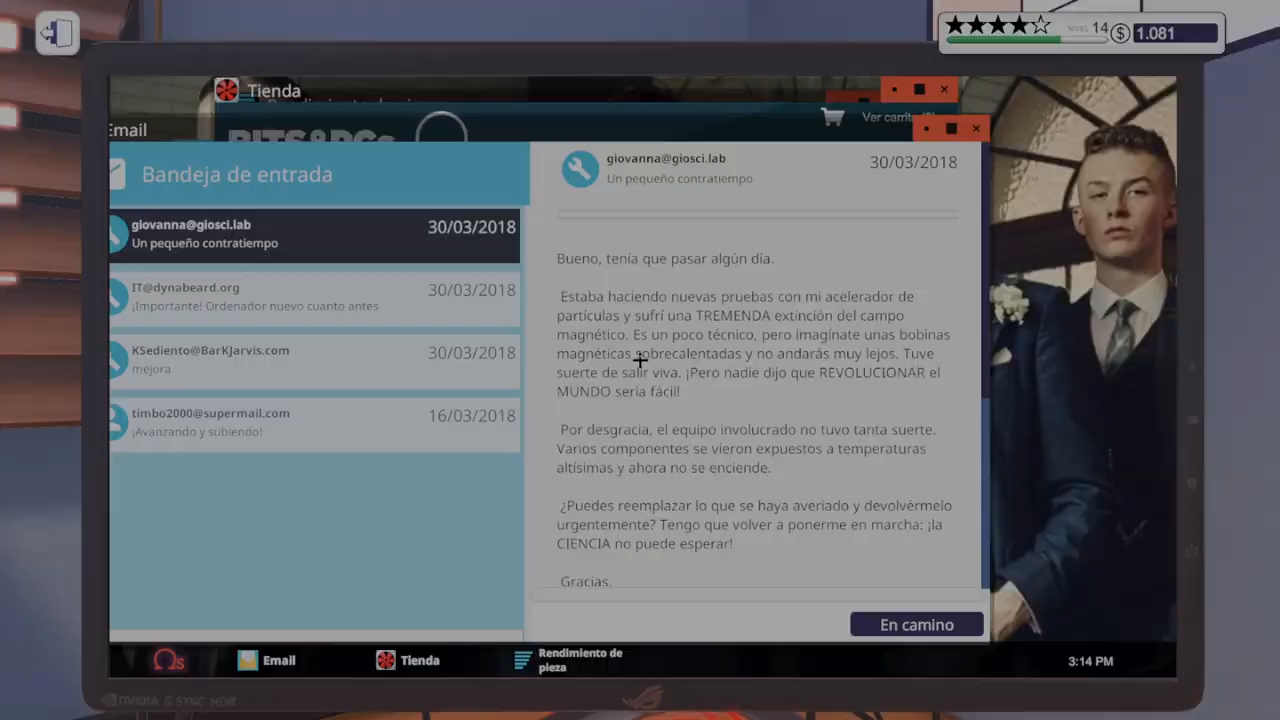 NIVEL 14
$ 1.081
Tienda
BITS&PCs
Ver carrito
Email
Bandeja de entrada
giovanna@giosci.lab
30/03/2018
Un pequeño contratiempo
IT@dynabeard.org
30/03/2018
¡Importante! Ordenador nuevo cuanto antes
KSediento@BarKJarvis.com
30/03/2018
mejora
timbo2000@supermail.com
16/03/2018
¡Avanzando y subiendo!
giovanna@giosci.lab
30/03/2018
Un pequeño contratiempo
Bueno, tenía que pasar algún día.
Estaba haciendo nuevas pruebas con mi acelerador de
partículas y sufrí una TREMENDA extinción del campo
magnético. Es un poco técnico, pero imagínate unas bobinas
magnéticas sobrecalentadas y no andarás muy lejos. Tuve
suerte de salir viva. ¡Pero nadie dijo que REVOLUCIONAR el
MUNDO sería fácil!
Por desgracia, el equipo involucrado no tuvo tanta suerte.
Varios componentes se vieron expuestos a temperaturas
altísimas y ahora no se enciende.
¿Puedes reemplazar lo que se haya averiado y devolvérmelo
urgentemente? Tengo que volver a ponerme en marcha: ¡la
CIENCIA no puede esperar!
Gracias.
En camino
Ωs
Email
Tienda
Rendimiento de
pieza
3:14 PM
NVIDIA G-SYNC HDR